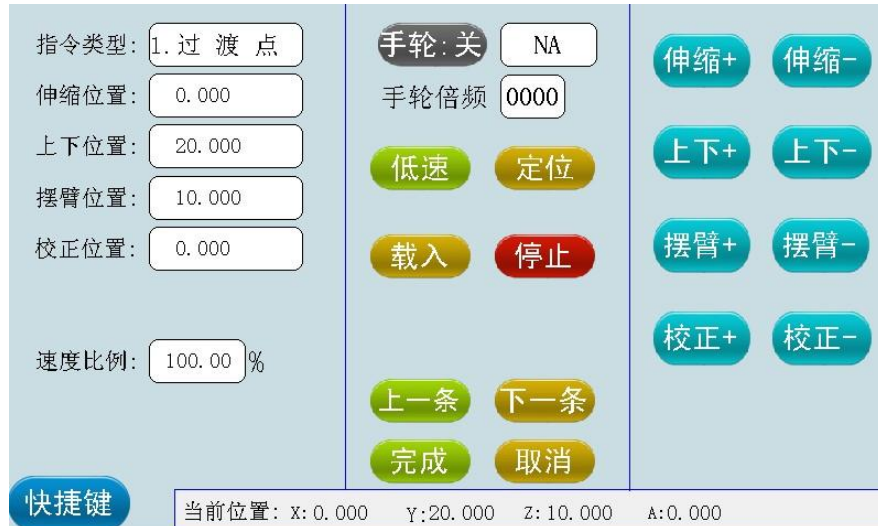 指令类型: 1.过 渡 点
伸缩位置: 0.000
上下位置: 20.000
摆臂位置: 10.000
校正位置: 0.000
速度比例: 100.00 %
手轮:关 NA
手轮倍频 0000
低速 定位
载入 停止
上一条 下一条
完成 取消
伸缩+ 伸缩-
上下+ 上下-
摆臂+ 摆臂-
校正+ 校正-
快捷键
当前位置: X:0.000 Y:20.000 Z:10.000 A:0.000